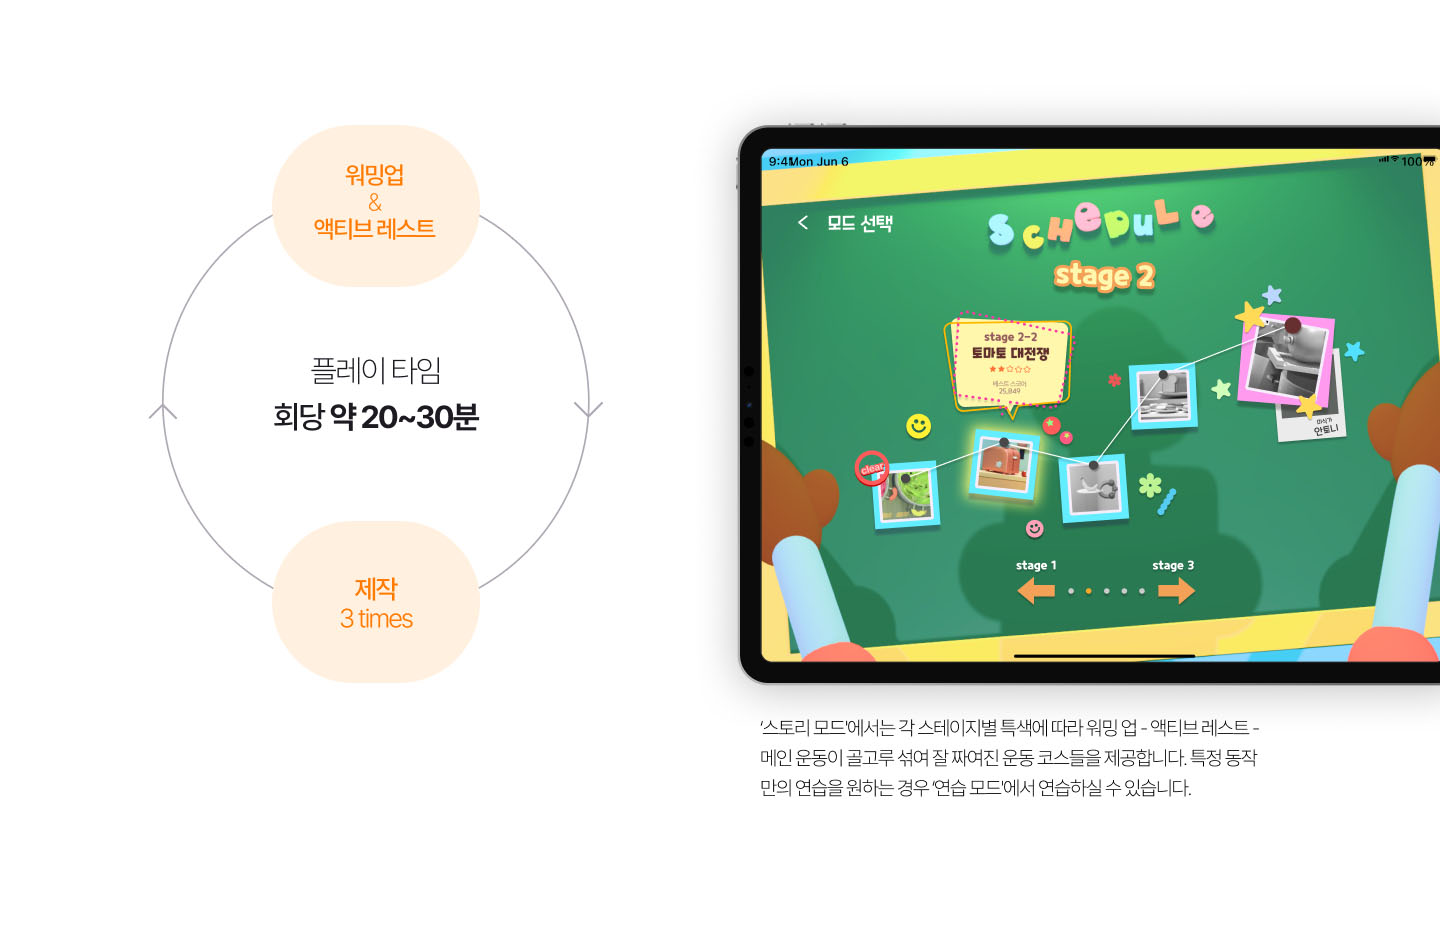 워밍업
&
액티브 레스트
플레이 타임
회당 약 20~30분
제작
3 times
9:41 Mon Jun 6
100%
모드 선택
SCHEDULe
stage 2
stage 2-2
토마토 대전쟁
베스트 스코어
25,849
clear
마식가
안토니
stage 1
stage 3
‘스토리 모드'에서는 각 스테이지별 특색에 따라 워밍 업 - 액티브 레스트 -
메인 운동이 골고루 섞여 잘 짜여진 운동 코스들을 제공합니다. 특정 동작
만의 연습을 원하는 경우 ‘연습 모드'에서 연습하실 수 있습니다.